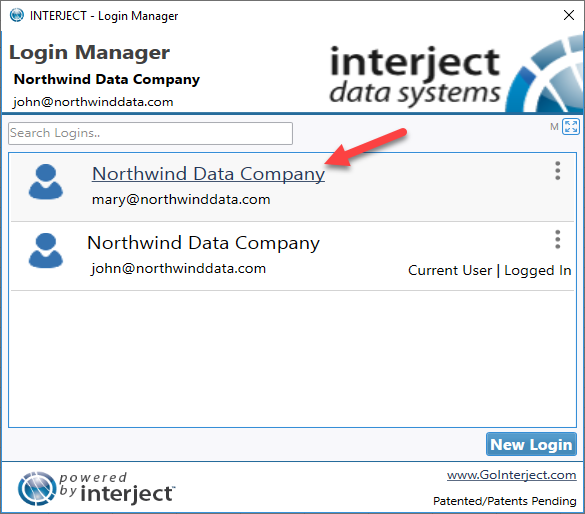 INTERJECT - Login Manager
Login Manager
Northwind Data Company
john@northwinddata.com
interject
data systems
Search Logins..
M
Northwind Data Company
mary@northwinddata.com
Northwind Data Company
john@northwinddata.com
Current User | Logged In
New Login
powered
by interject™
www.GoInterject.com
Patented/Patents Pending